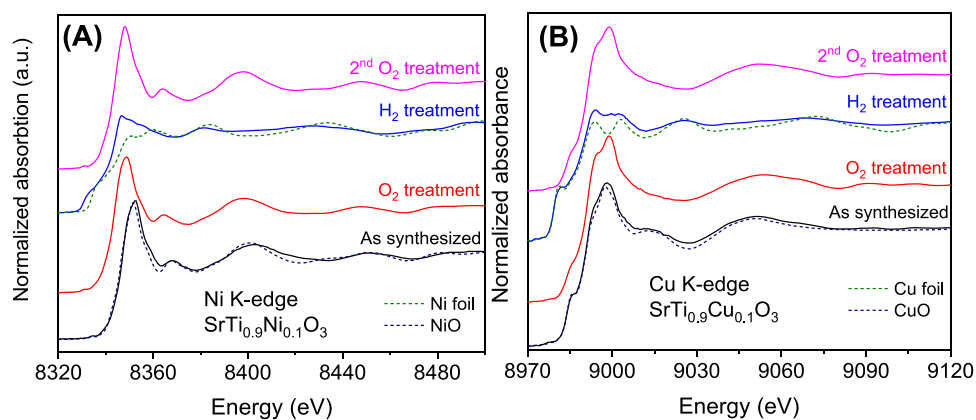 (A)
Normalized absorbtion (a.u.)
2nd O2 treatment
H2 treatment
O2 treatment
As synthesized
Ni K-edge
SrTi0.9Ni0.1O3
Ni foil
NiO
8320 8360 8400 8440 8480
Energy (eV)
(B)
Normalized absorbance
2nd O2 treatment
H2 treatment
O2 treatment
As synthesized
Cu K-edge
SrTi0.9Cu0.1O3
Cu foil
CuO
8970 9000 9030 9060 9090 9120
Energy (eV)